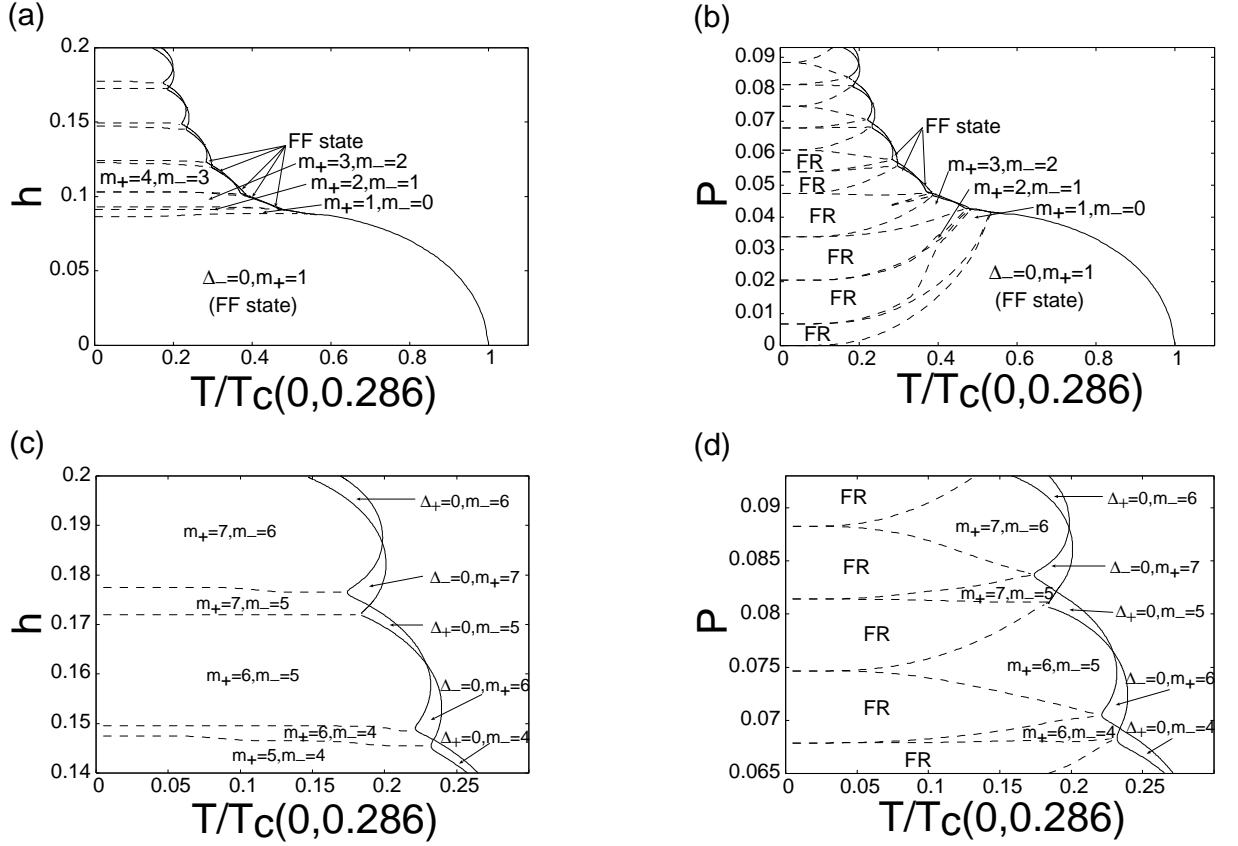 (a)
h
0.2
0.15
0.1
0.05
0
FF state
m+=3,m−=2
m+=4,m−=3
m+=2,m−=1
m+=1,m−=0
Δ−=0,m+=1
(FF state)
0 0.2 0.4 0.6 0.8 1
T/Tc(0,0.286)
(b)
P
0.09
0.08
0.07
0.06
0.05
0.04
0.03
0.02
0.01
0
FF state
m+=3,m−=2
m+=2,m−=1
m+=1,m−=0
FR
FR
FR
FR
FR
FR
Δ−=0,m+=1
(FF state)
0 0.2 0.4 0.6 0.8 1
T/Tc(0,0.286)
(c)
h
0.2
0.19
0.18
0.17
0.16
0.15
0.14
Δ+=0,m−=6
m+=7,m−=6
Δ−=0,m+=7
m+=7,m−=5
Δ+=0,m−=5
m+=6,m−=5
Δ−=0,m+=6
m+=6,m−=4
Δ+=0,m−=4
m+=5,m−=4
0 0.05 0.1 0.15 0.20 0.25
T/Tc(0,0.286)
(d)
P
0.09
0.085
0.08
0.075
0.07
0.065
FR
Δ+=0,m−=6
m+=7,m−=6
FR
Δ−=0,m+=7
m+=7,m−=5
Δ+=0,m−=5
FR
m+=6,m−=5
Δ−=0,m+=6
FR
m+=6,m−=4
Δ+=0,m−=4
FR
0 0.05 0.1 0.15 0.2 0.25
T/Tc(0,0.286)